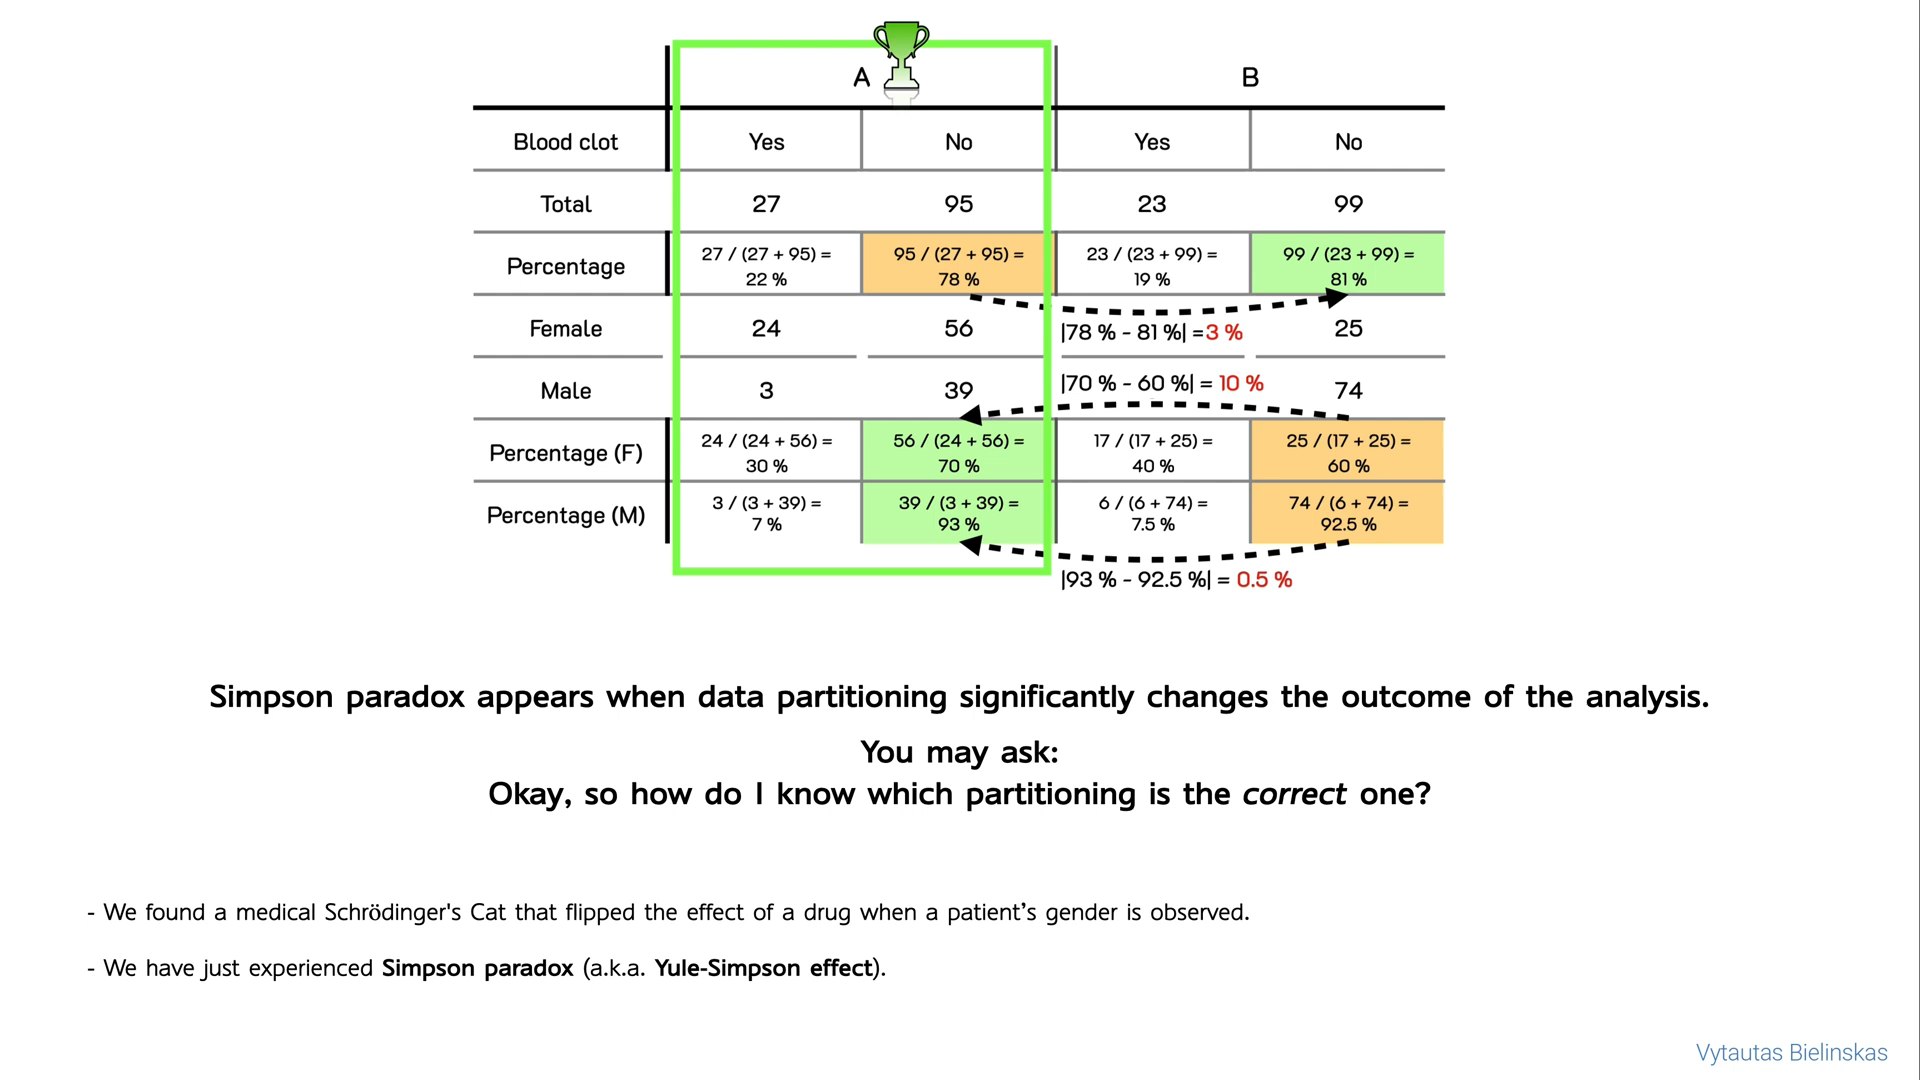 A B
Blood clot Yes No Yes No
Total 27 95 23 99
Percentage 27 / (27 + 95) = 22 % 95 / (27 + 95) = 78 % 23 / (23 + 99) = 19 % 99 / (23 + 99) = 81 %
Female 24 56 |78 % - 81 %| =3 % 25
Male 3 39 |70 % - 60 %| = 10 % 74
Percentage (F) 24 / (24 + 56) = 30 % 56 / (24 + 56) = 70 % 17 / (17 + 25) = 40 % 25 / (17 + 25) = 60 %
Percentage (M) 3 / (3 + 39) = 7 % 39 / (3 + 39) = 93 % 6 / (6 + 74) = 7.5 % 74 / (6 + 74) = 92.5 %
|93 % - 92.5 %| = 0.5 %
Simpson paradox appears when data partitioning significantly changes the outcome of the analysis.
You may ask:
Okay, so how do I know which partitioning is the correct one?
- We found a medical Schrödinger's Cat that flipped the effect of a drug when a patient’s gender is observed.
- We have just experienced Simpson paradox (a.k.a. Yule-Simpson effect).
Vytautas Bielinskas